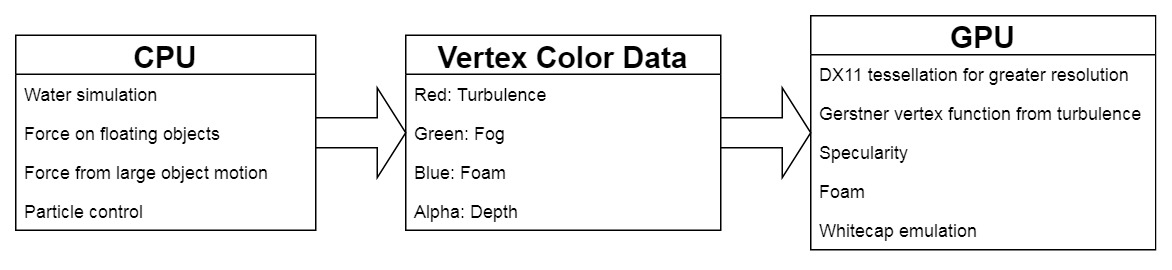 CPU
Water simulation
Force on floating objects
Force from large object motion
Particle control
Vertex Color Data
Red: Turbulence
Green: Fog
Blue: Foam
Alpha: Depth
GPU
DX11 tessellation for greater resolution
Gerstner vertex function from turbulence
Specularity
Foam
Whitecap emulation